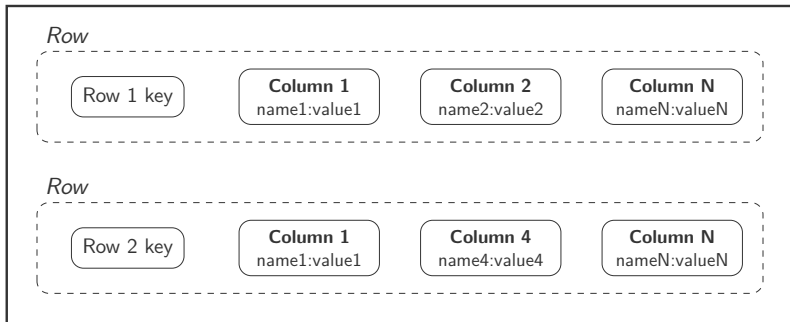 Row
Row 1 key
Column 1
name1:value1
Column 2
name2:value2
Column N
nameN:valueN
Row
Row 2 key
Column 1
name1:value1
Column 4
name4:value4
Column N
nameN:valueN